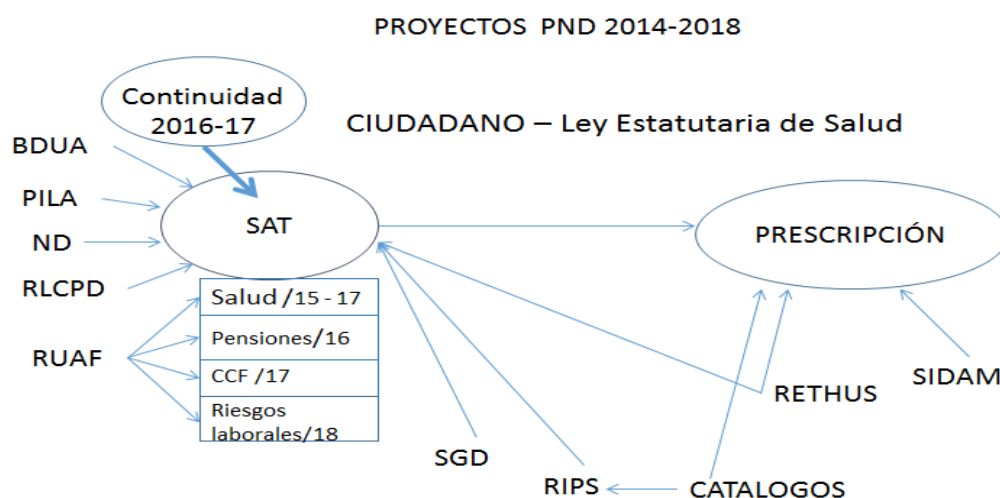 PROYECTOS PND 2014-2018
Continuidad
2016-17
CIUDADANO – Ley Estatutaria de Salud
BDUA
PILA
SAT
PRESCRIPCIÓN
ND
RLCPD
Salud /15 - 17
Pensiones/16
RUAF
CCF /17
Riesgos
laborales/18
RETHUS
SIDAM
SGD
RIPS
CATALOGOS